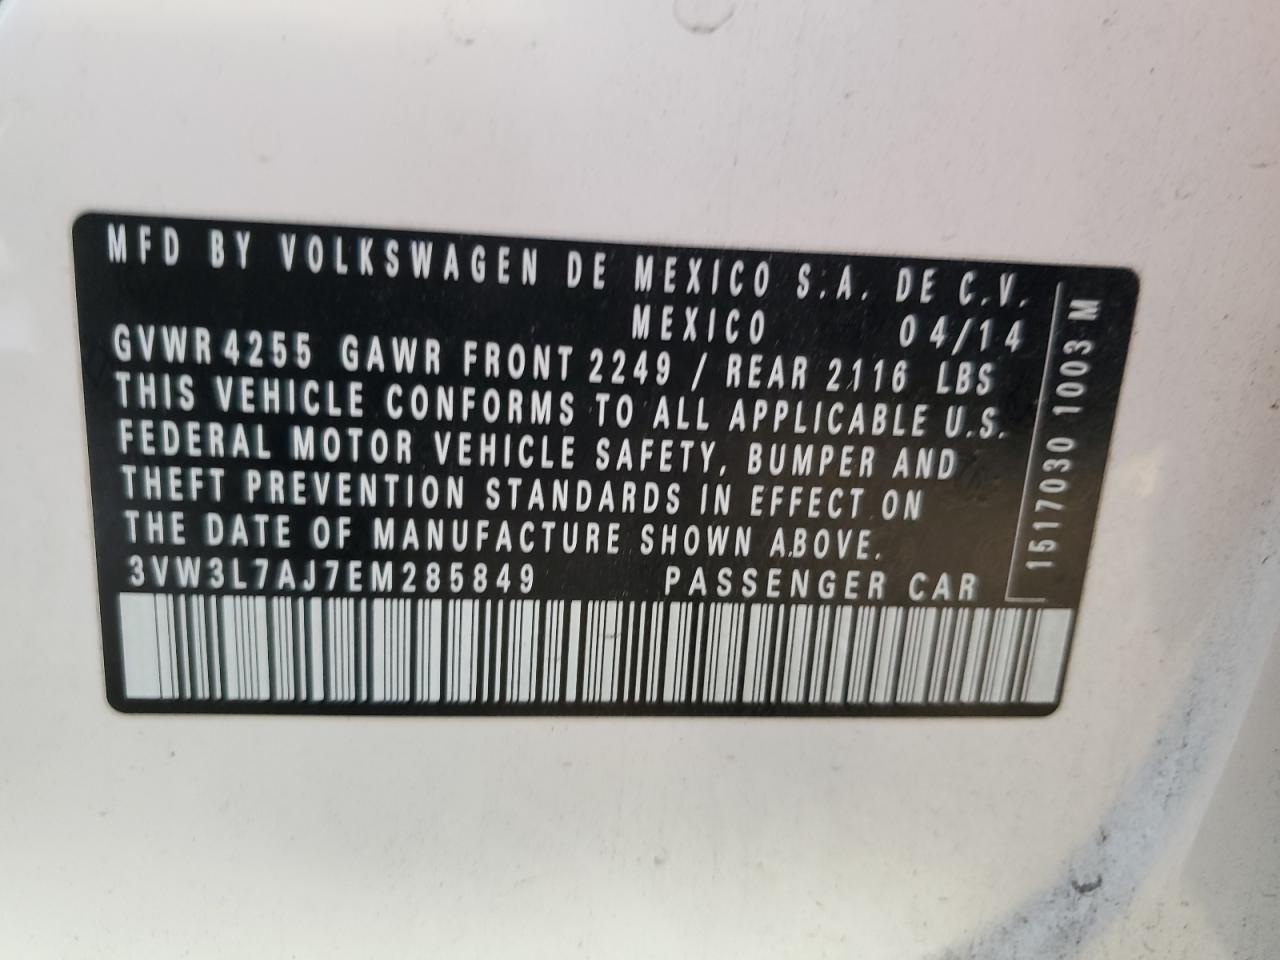 MFD BY VOLKSWAGEN DE MEXICO S.A. DE C.V.
MEXICO 04/14
GVWR 4255 GAWR FRONT 2249 / REAR 2116 LBS
THIS VEHICLE CONFORMS TO ALL APPLICABLE U.S.
FEDERAL MOTOR VEHICLE SAFETY, BUMPER AND
THEFT PREVENTION STANDARDS IN EFFECT ON
THE DATE OF MANUFACTURE SHOWN ABOVE.
3VW3L7AJ7EM285849 PASSENGER CAR
1517030 1003 M